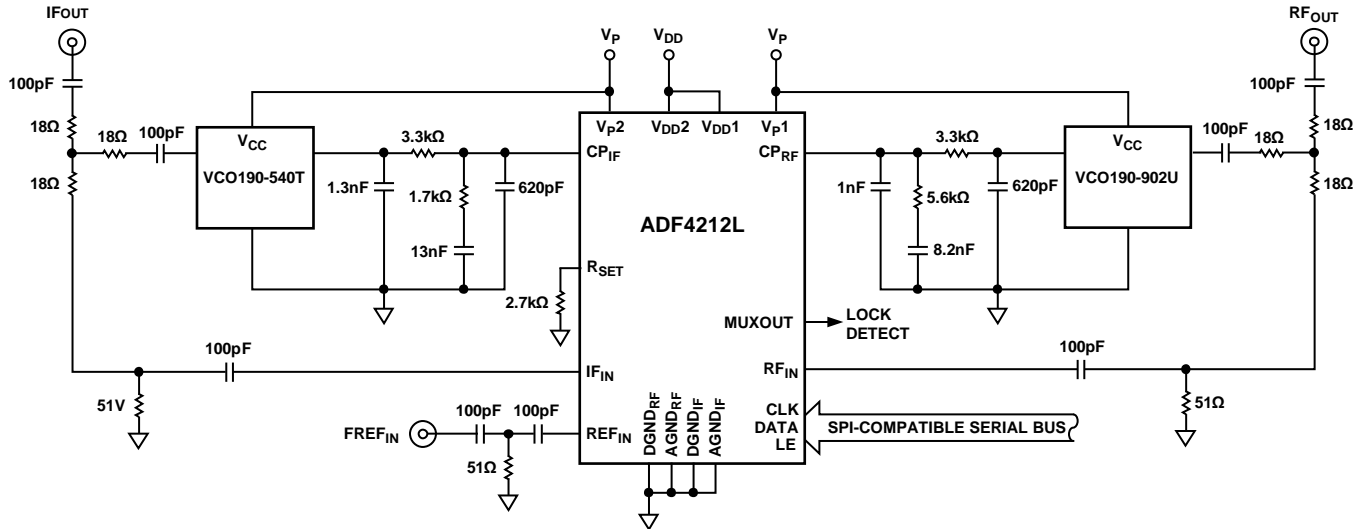 IFOUT
100pF
18Ω
18Ω
100pF
18Ω
VCC
VCO190-540T
1.3nF
3.3kΩ
1.7kΩ
13nF
620pF
VP
VDD
VP
VP2
VDD2
VDD1
VP1
CPIF
CPRF
ADF4212L
RSET
2.7kΩ
MUXOUT
LOCK
DETECT
IFIN
RFIN
100pF
51V
FREFIN
100pF
100pF
51Ω
REFIN
DGNDRF
AGNDRF
DGNDIF
AGNDIF
CLK
DATA
LE
SPI-COMPATIBLE SERIAL BUS
1nF
3.3kΩ
5.6kΩ
8.2nF
620pF
VCC
VCO190-902U
100pF
18Ω
RFOUT
100pF
18Ω
18Ω
100pF
51Ω